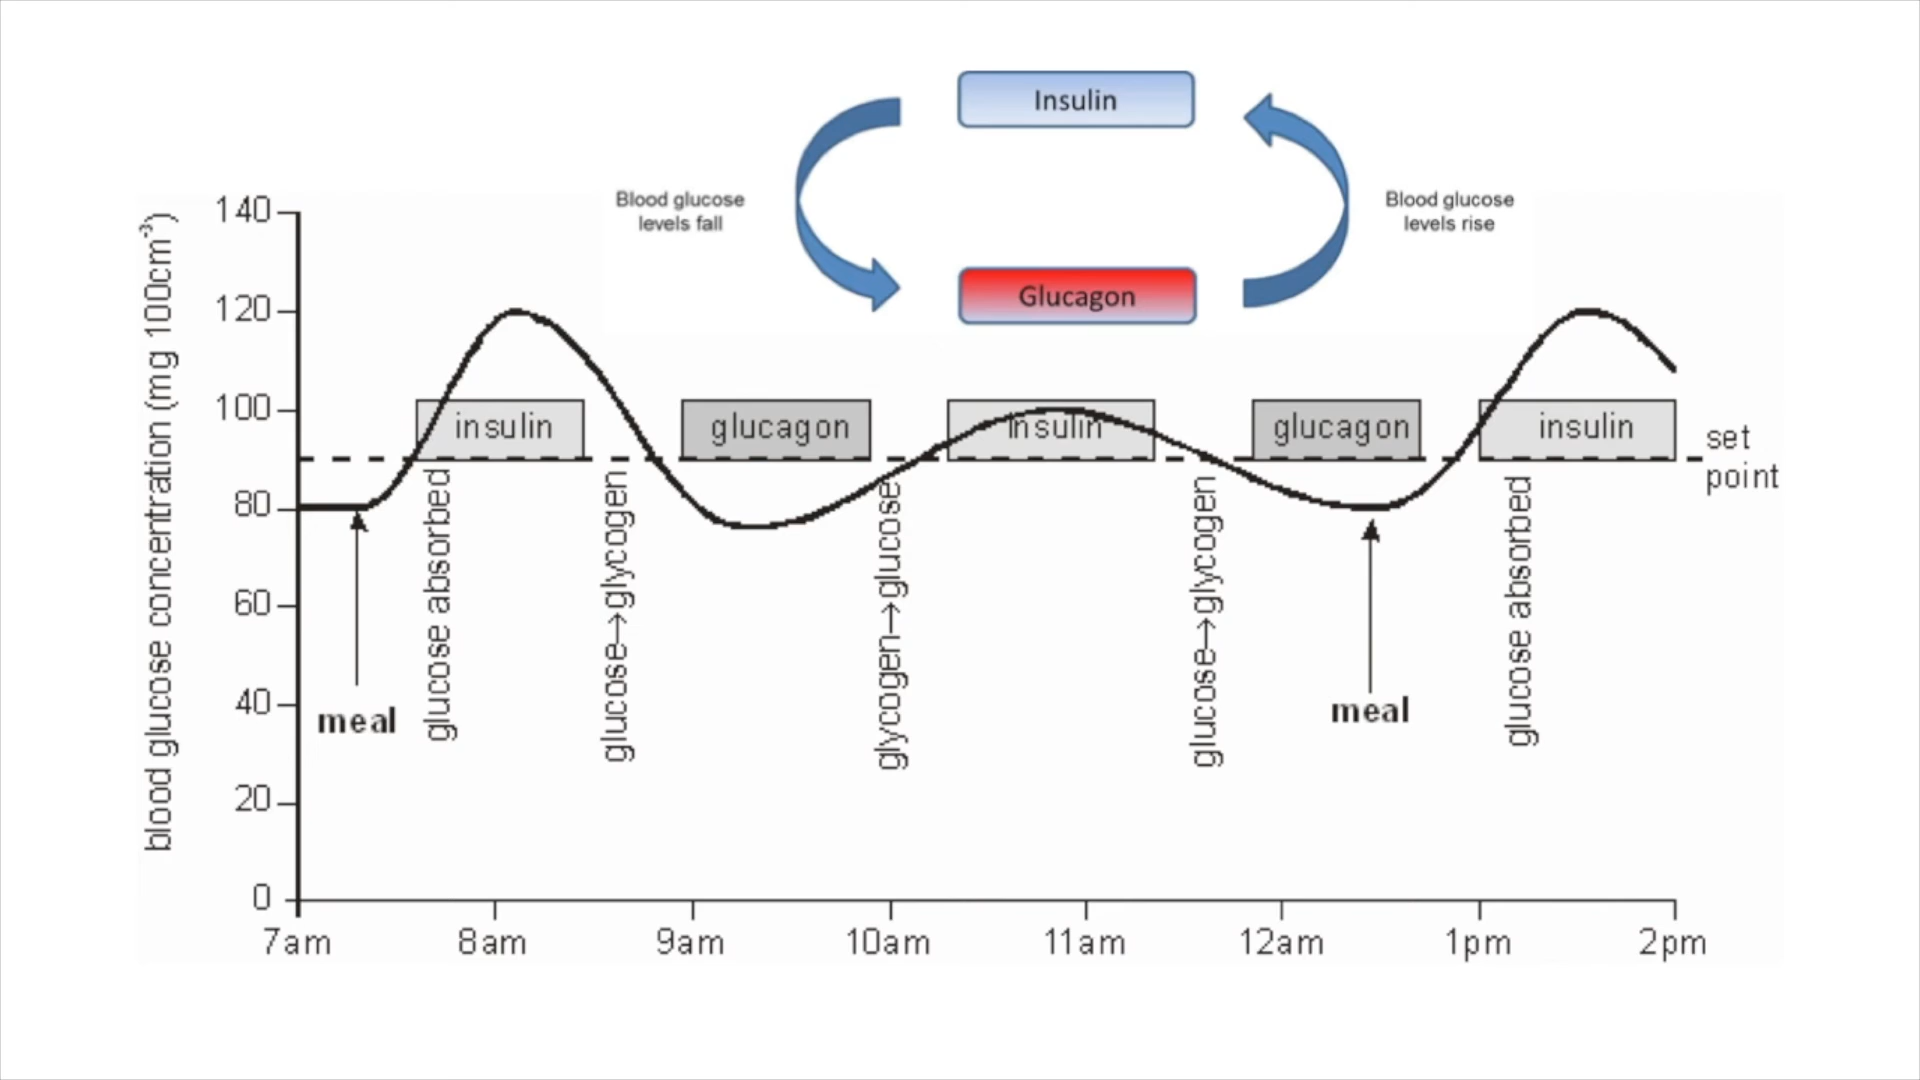 Insulin
Blood glucose
levels fall
Blood glucose
levels rise
Glucagon
blood glucose concentration (mg 100cm⁻³)
140
120
100
80
60
40
20
0
insulin
glucagon
insulin
glucagon
insulin
set
point
meal
glucose absorbed
glucose→glycogen
glycogen→glucose
glucose→glycogen
meal
glucose absorbed
7am
8am
9am
10am
11am
12am
1pm
2pm